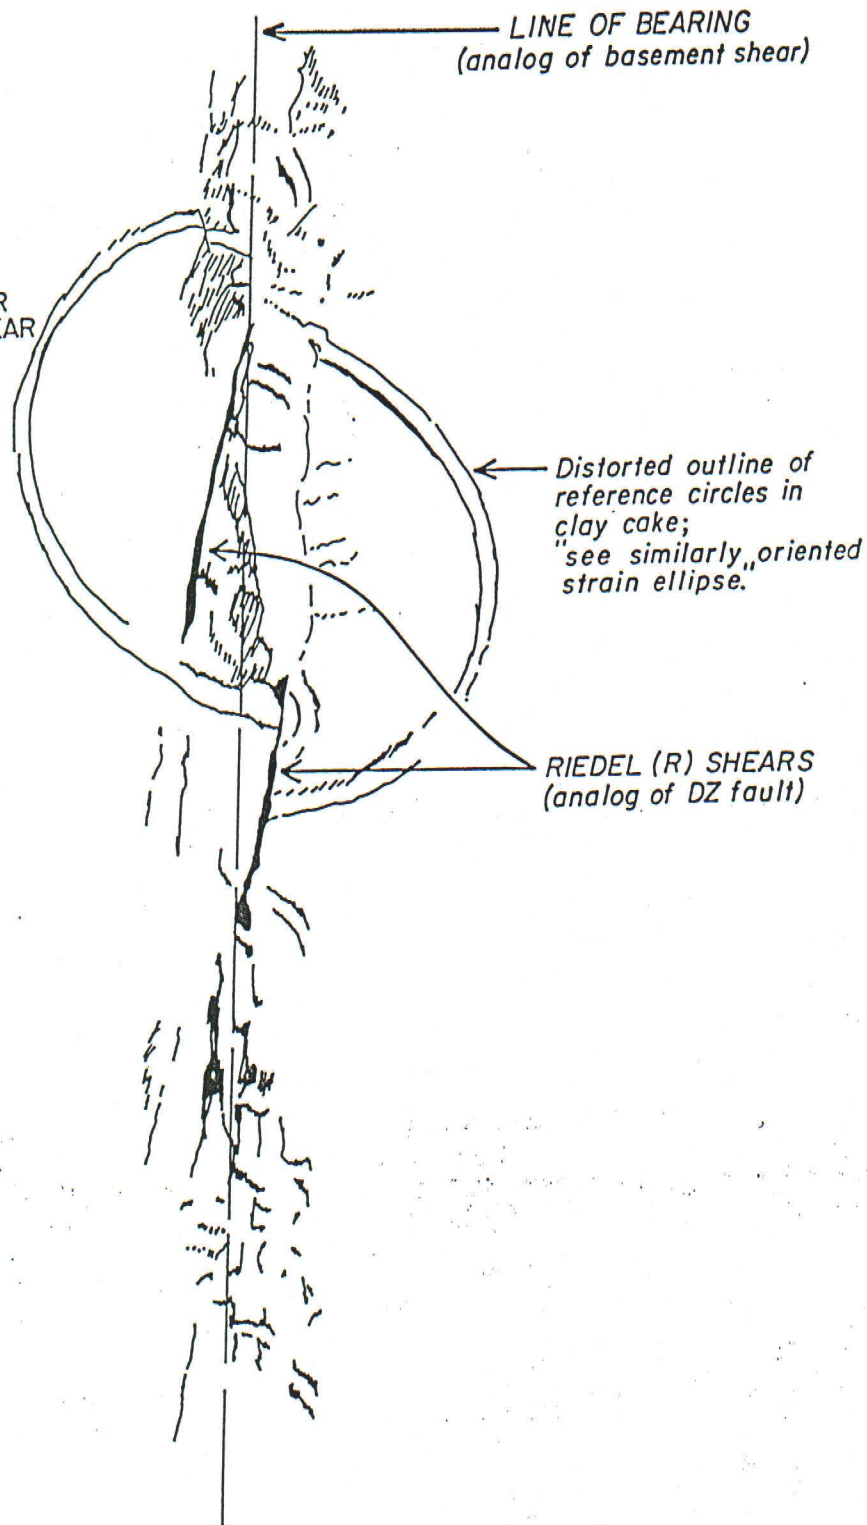 LINE OF BEARING
(analog of basement shear)
R
EAR
Distorted outline of
reference circles in
clay cake;
"see similarly,, oriented
strain ellipse.
RIEDEL (R) SHEARS
(analog of DZ fault)